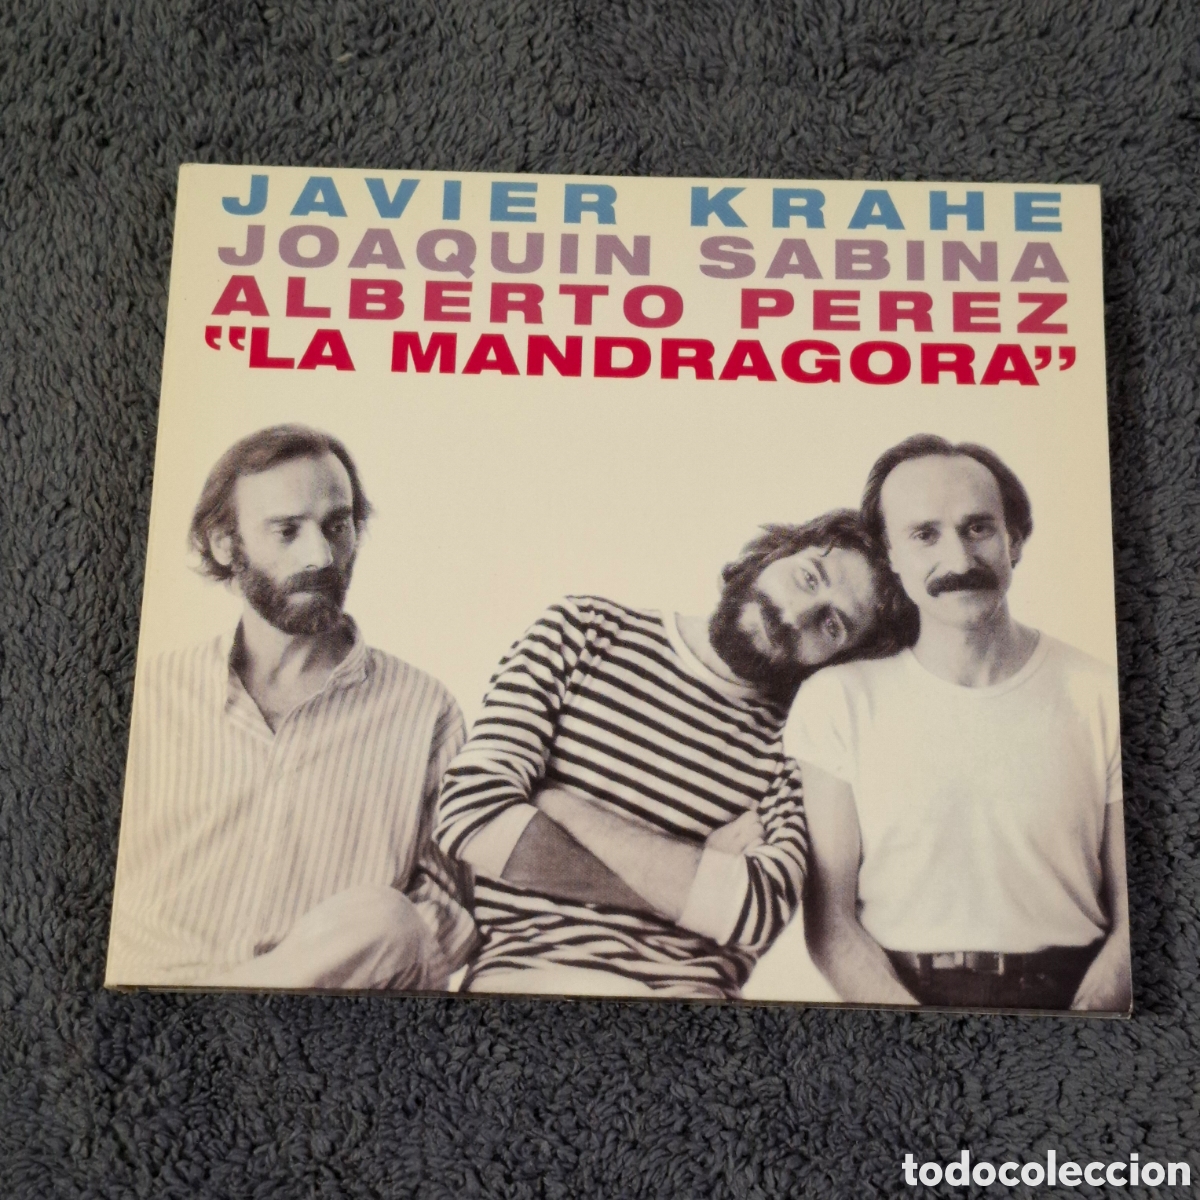 JAVIER KRAHE
JOAQUIN SABINA
ALBERTO PEREZ
“LA MANDRAGORA”
todocoleccion